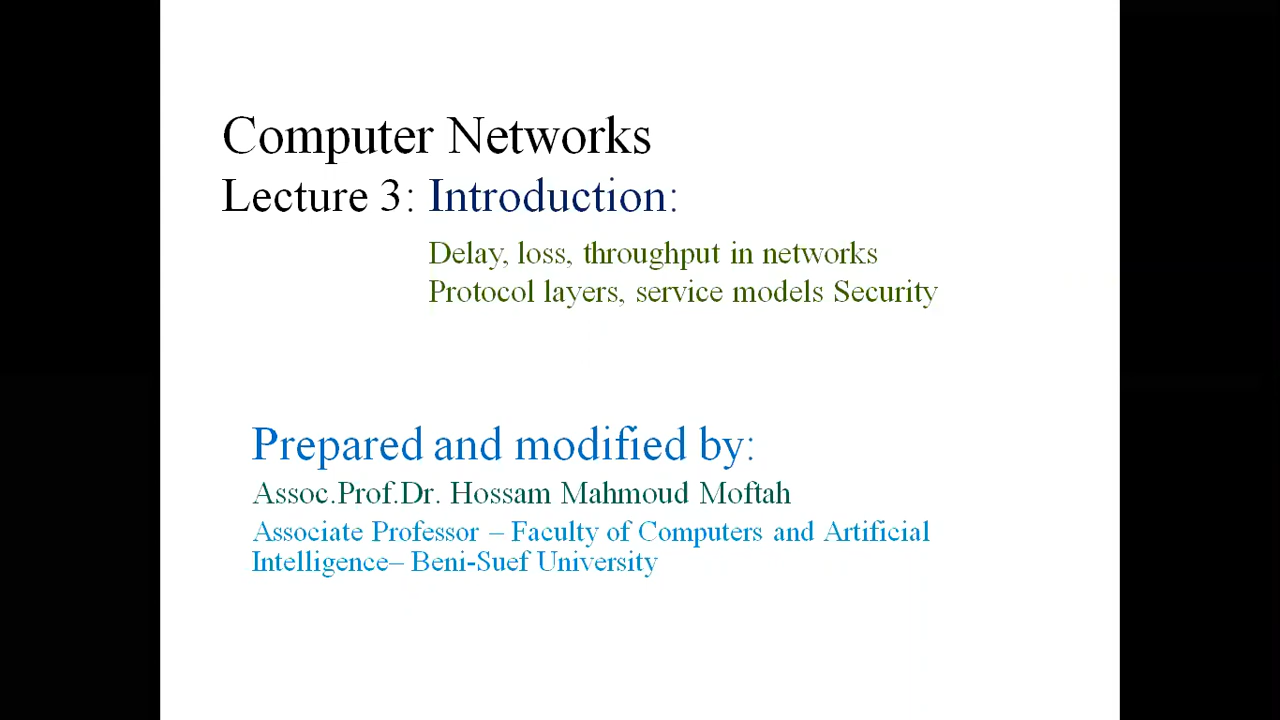 Computer Networks
Lecture 3: Introduction:
Delay, loss, throughput in networks
Protocol layers, service models Security
Prepared and modified by:
Assoc.Prof.Dr. Hossam Mahmoud Moftah
Associate Professor – Faculty of Computers and Artificial
Intelligence– Beni-Suef University